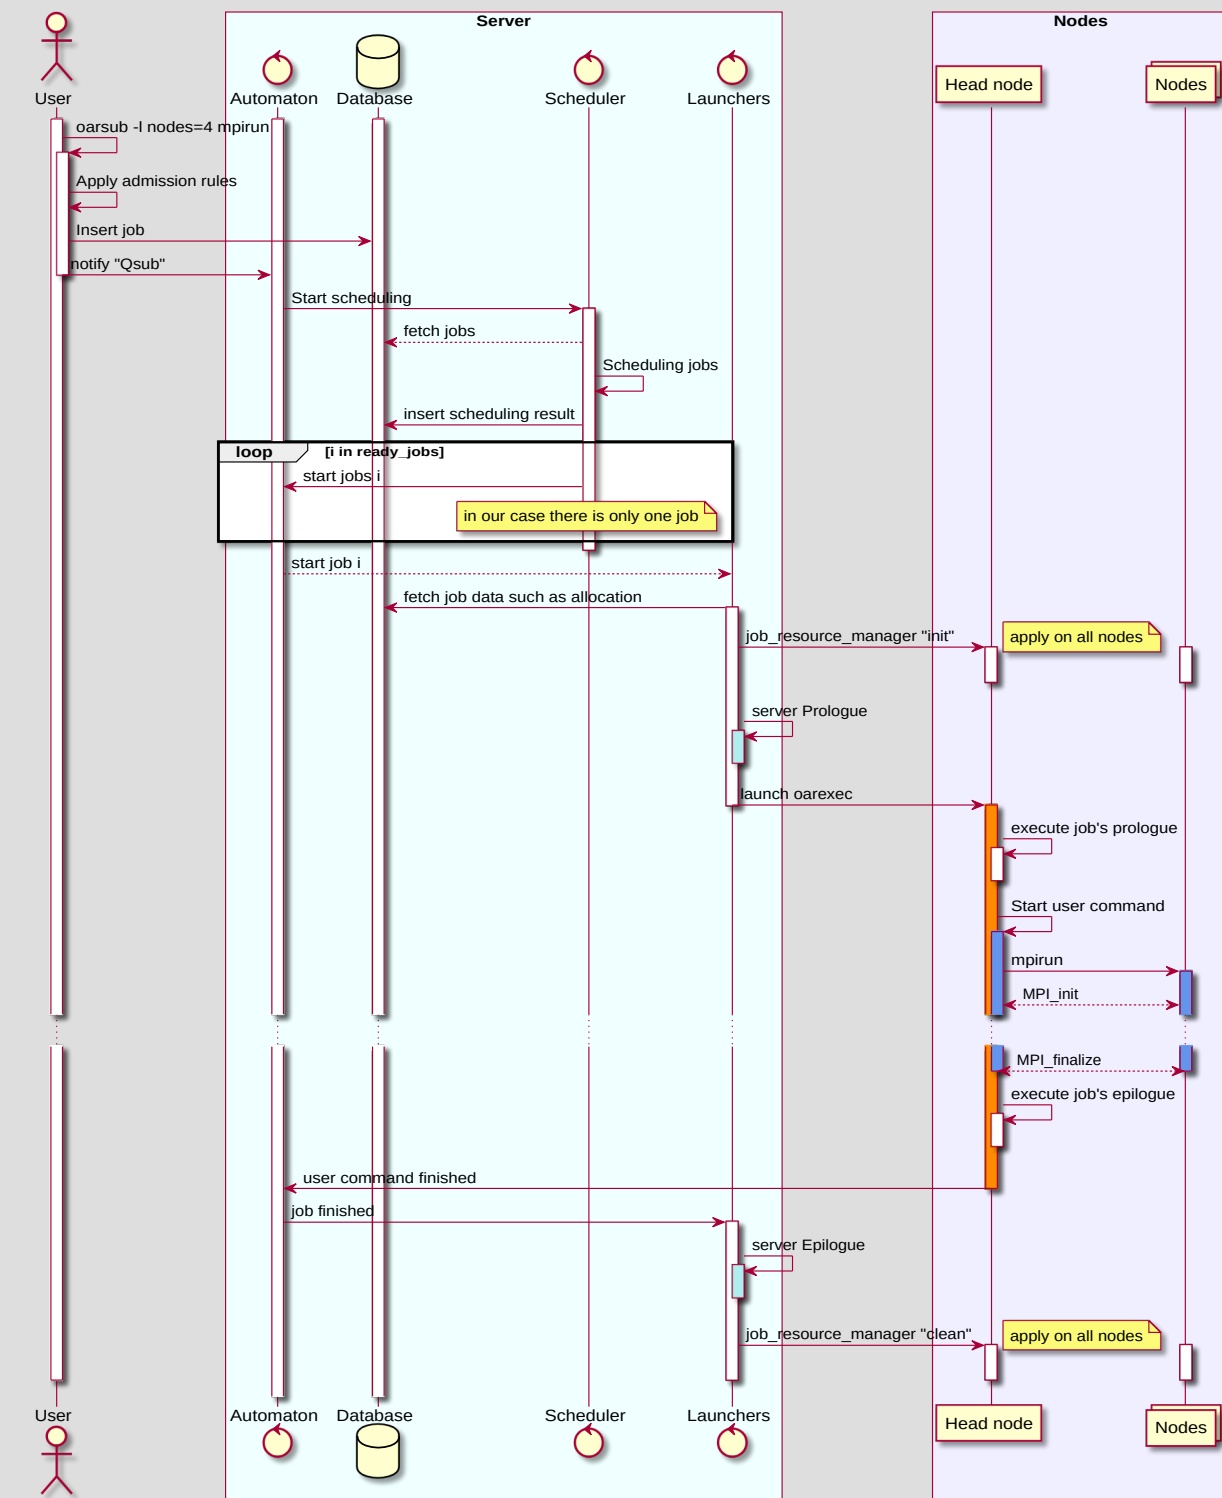 Server
Nodes
User
Automaton
Database
Scheduler
Launchers
Head node
Nodes
oarsub -l nodes=4 mpirun
Apply admission rules
Insert job
notify "Qsub"
Start scheduling
fetch jobs
Scheduling jobs
insert scheduling result
loop
[i in ready_jobs]
start jobs i
in our case there is only one job
start job i
fetch job data such as allocation
job_resource_manager "init"
apply on all nodes
server Prologue
launch oarexec
execute job's prologue
Start user command
mpirun
MPI_init
MPI_finalize
execute job's epilogue
user command finished
job finished
server Epilogue
job_resource_manager "clean"
apply on all nodes
User
Automaton
Database
Scheduler
Launchers
Head node
Nodes